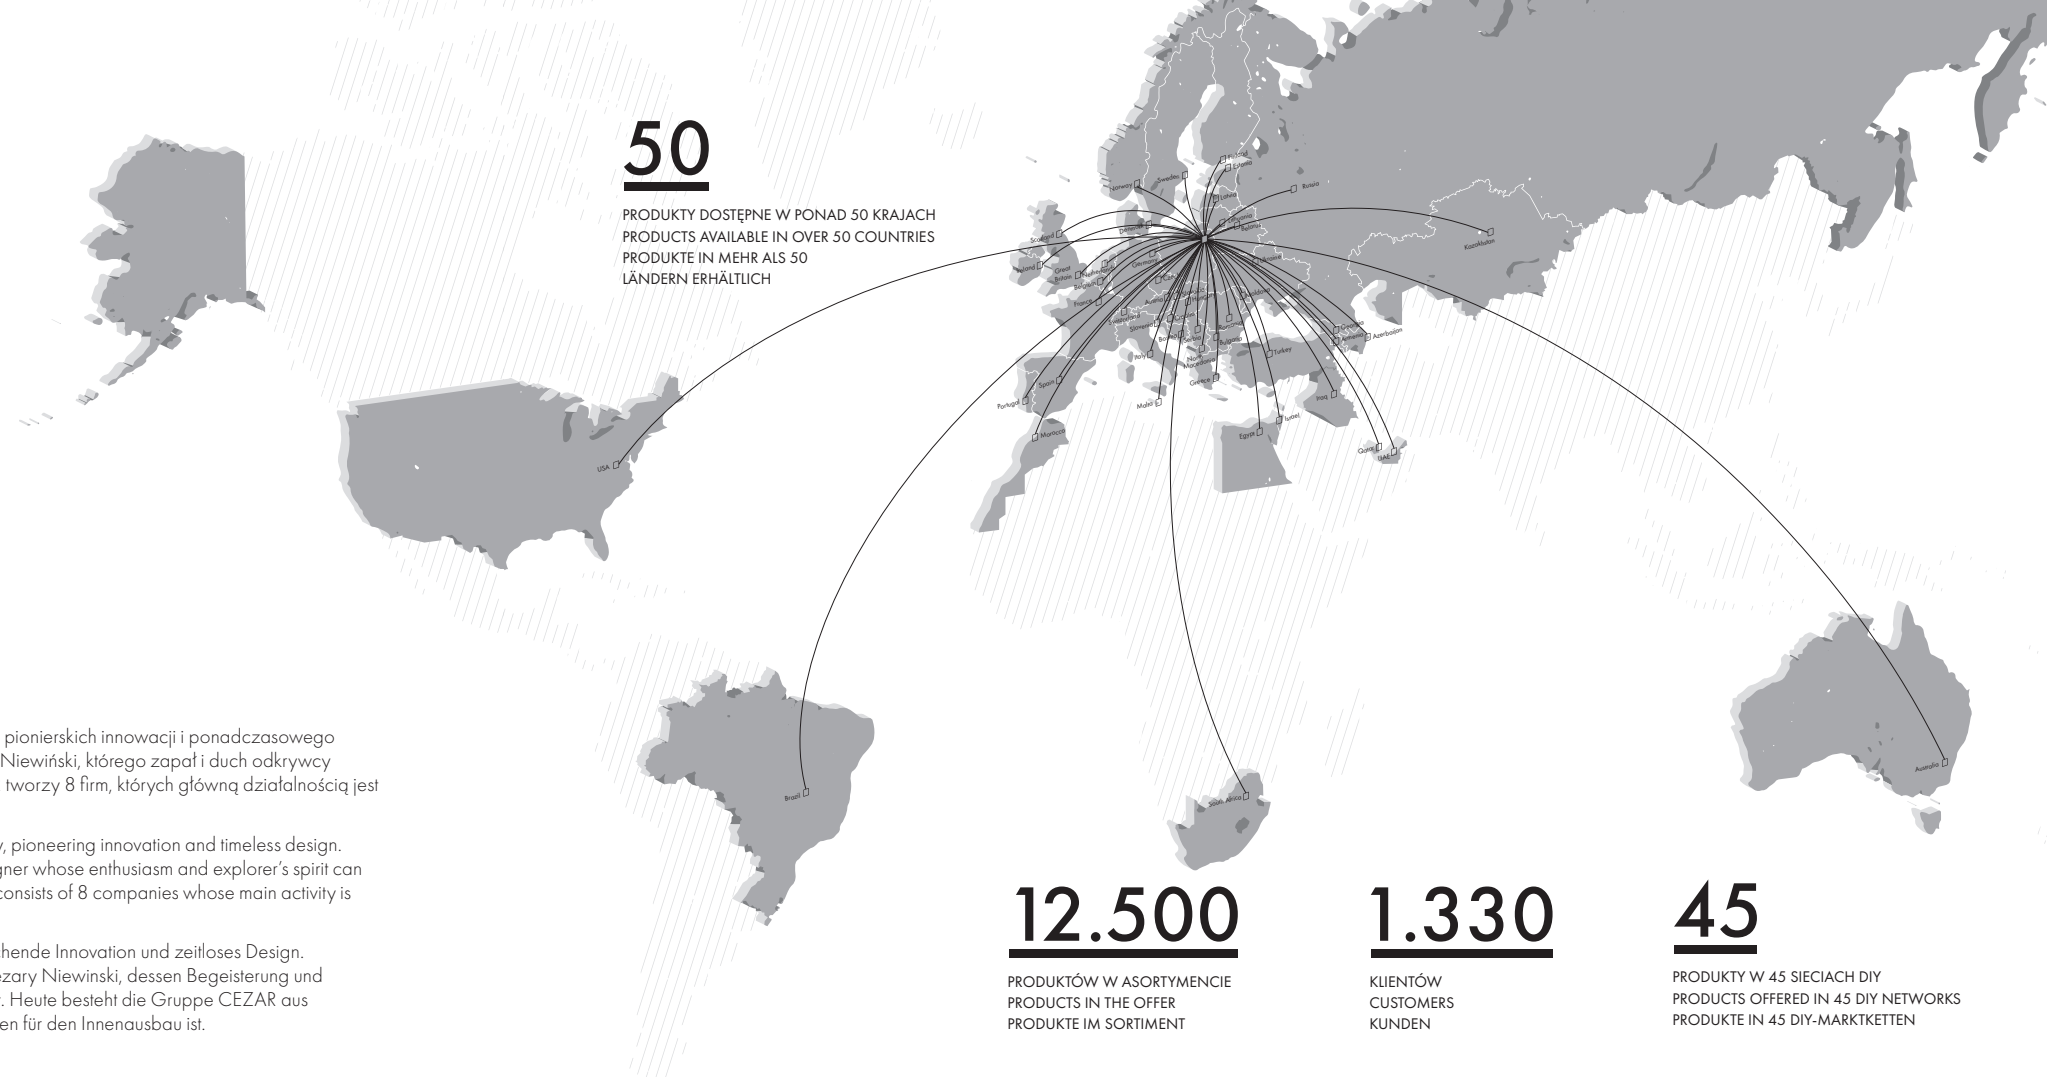 50
PRODUKTY DOSTĘPNE W PONAD 50 KRAJACH
PRODUCTS AVAILABLE IN OVER 50 COUNTRIES
PRODUKTE IN MEHR ALS 50
LÄNDERN ERHÄLTLICH
Finland
Estonia
Norway
Sweden
Russia
Latvia
Lithuania
Denmark
Belarus
Scotland
Kazakhstan
Ireland
Great
Britain
Netherlands
Germany
Ukraine
Belgium
France
Austria
Hungary
Moldova
Switzerland
Slovenia
Romania
Georgia
Armenia
Azerbaijan
Bosnia
Serbia
Bulgaria
Italy
North
Macedonia
Turkey
Spain
Greece
Portugal
Malta
Iraq
Israel
Morocco
Egypt
Qatar
UAE
USA
Brazil
South Africa
Australia
pionierskich innowacji i ponadczasowego
Niewiński, którego zapał i duch odkrywcy
tworzy 8 firm, których główną działalnością jest
, pioneering innovation and timeless design.
gner whose enthusiasm and explorer's spirit can
consists of 8 companies whose main activity is
chende Innovation und zeitloses Design.
ezary Niewinski, dessen Begeisterung und
. Heute besteht die Gruppe CEZAR aus
en für den Innenausbau ist.
12.500
PRODUKTÓW W ASORTYMENCIE
PRODUCTS IN THE OFFER
PRODUKTE IM SORTIMENT
1.330
KLIENTÓW
CUSTOMERS
KUNDEN
45
PRODUKTY W 45 SIECIACH DIY
PRODUCTS OFFERED IN 45 DIY NETWORKS
PRODUKTE IN 45 DIY-MARKTKETTEN